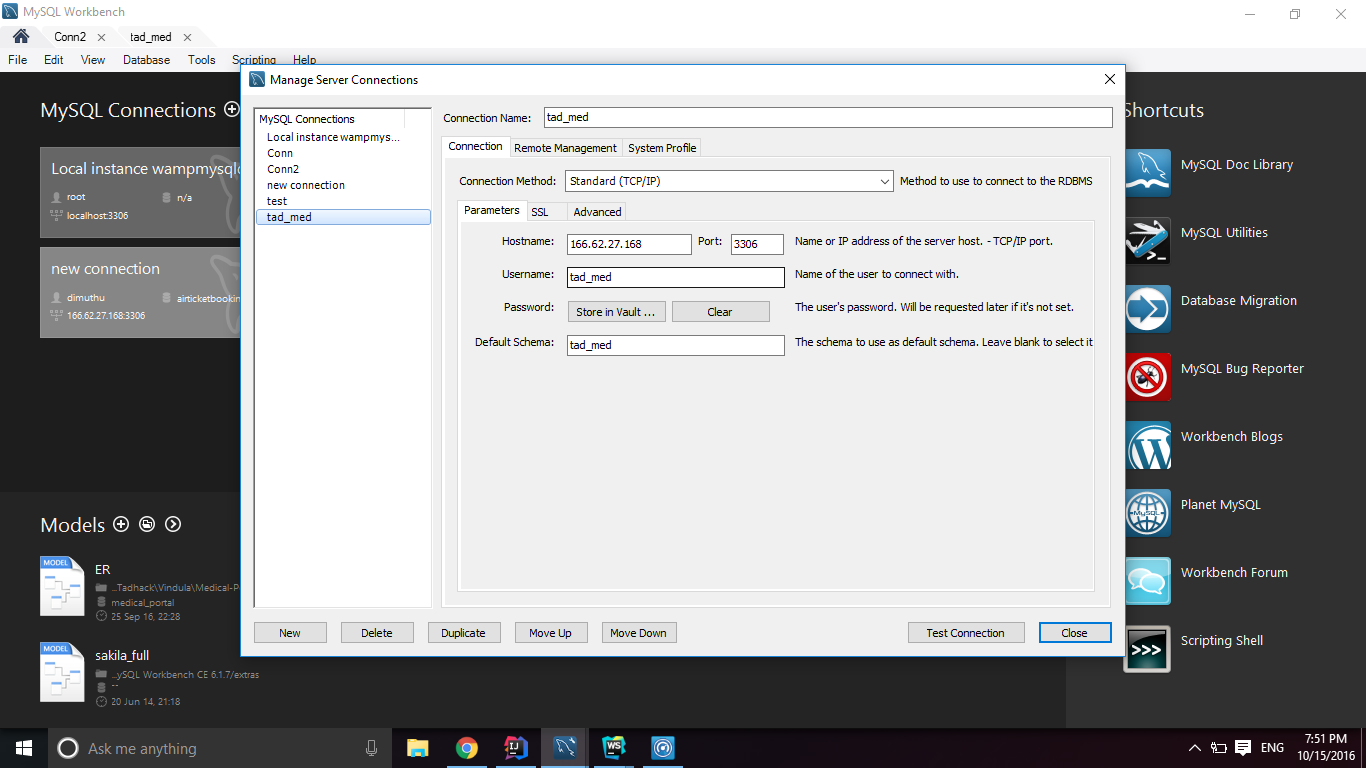 MySQL Workbench
Conn2
tad_med
File Edit View Database Tools Scripting Help
MySQL Connections
Local instance wampmysqld
root
n/a
localhost:3306
new connection
dimuthu
airticketbookin
166.62.27.168:3306
Models
MODEL
ER
...Tadhack\Vindula\Medical-P
medical_portal
25 Sep 16, 22:28
MODEL
sakila_full
...ySQL Workbench CE 6.1.7/extras
--
20 Jun 14, 21:18
Manage Server Connections
MySQL Connections
Local instance wampmys...
Conn
Conn2
new connection
test
tad_med
Connection Name: tad_med
Connection Remote Management System Profile
Connection Method: Standard (TCP/IP) Method to use to connect to the RDBMS
Parameters SSL Advanced
Hostname: 166.62.27.168 Port: 3306 Name or IP address of the server host. - TCP/IP port.
Username: tad_med Name of the user to connect with.
Password: Store in Vault ... Clear The user's password. Will be requested later if it's not set.
Default Schema: tad_med The schema to use as default schema. Leave blank to select it
New Delete Duplicate Move Up Move Down Test Connection Close
Shortcuts
MySQL Doc Library
MySQL Utilities
Database Migration
MySQL Bug Reporter
Workbench Blogs
Planet MySQL
MySQL
Workbench Forum
>>>
Scripting Shell
Ask me anything
IJ
WS
ENG
7:51 PM
10/15/2016